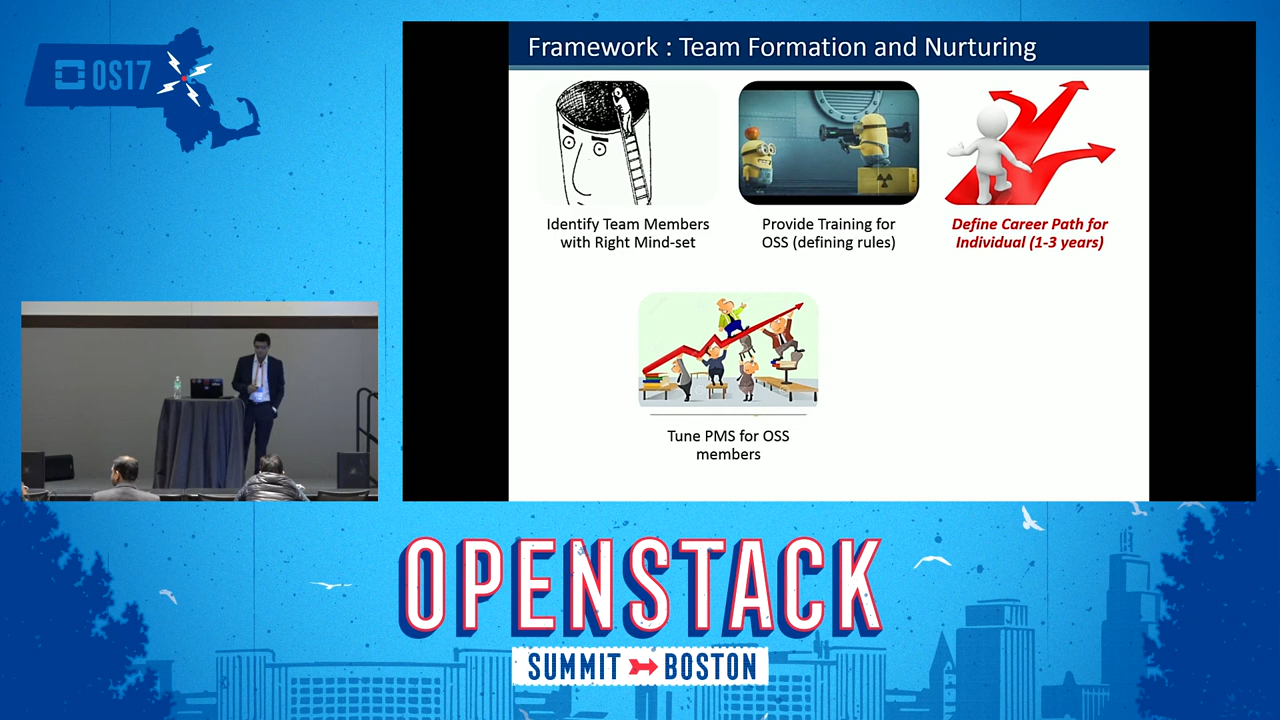 OS17
Framework : Team Formation and Nurturing
Identify Team Members
with Right Mind-set
Provide Training for
OSS (defining rules)
Define Career Path for
Individual (1-3 years)
Tune PMS for OSS
members
OPENSTACK
SUMMIT BOSTON